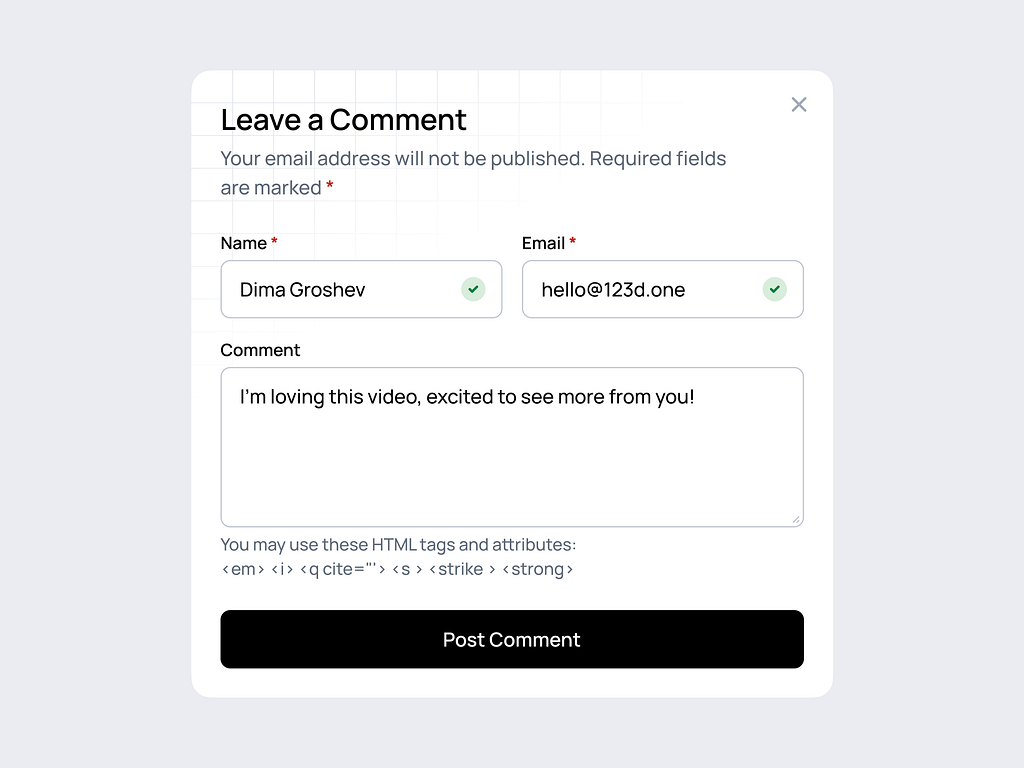 Leave a Comment
Your email address will not be published. Required fields
are marked *
Name *
Email *
Dima Groshev
hello@123d.one
Comment
I'm loving this video, excited to see more from you!
You may use these HTML tags and attributes:
<em> <i> <q cite="'> <s > <strike > <strong>
Post Comment